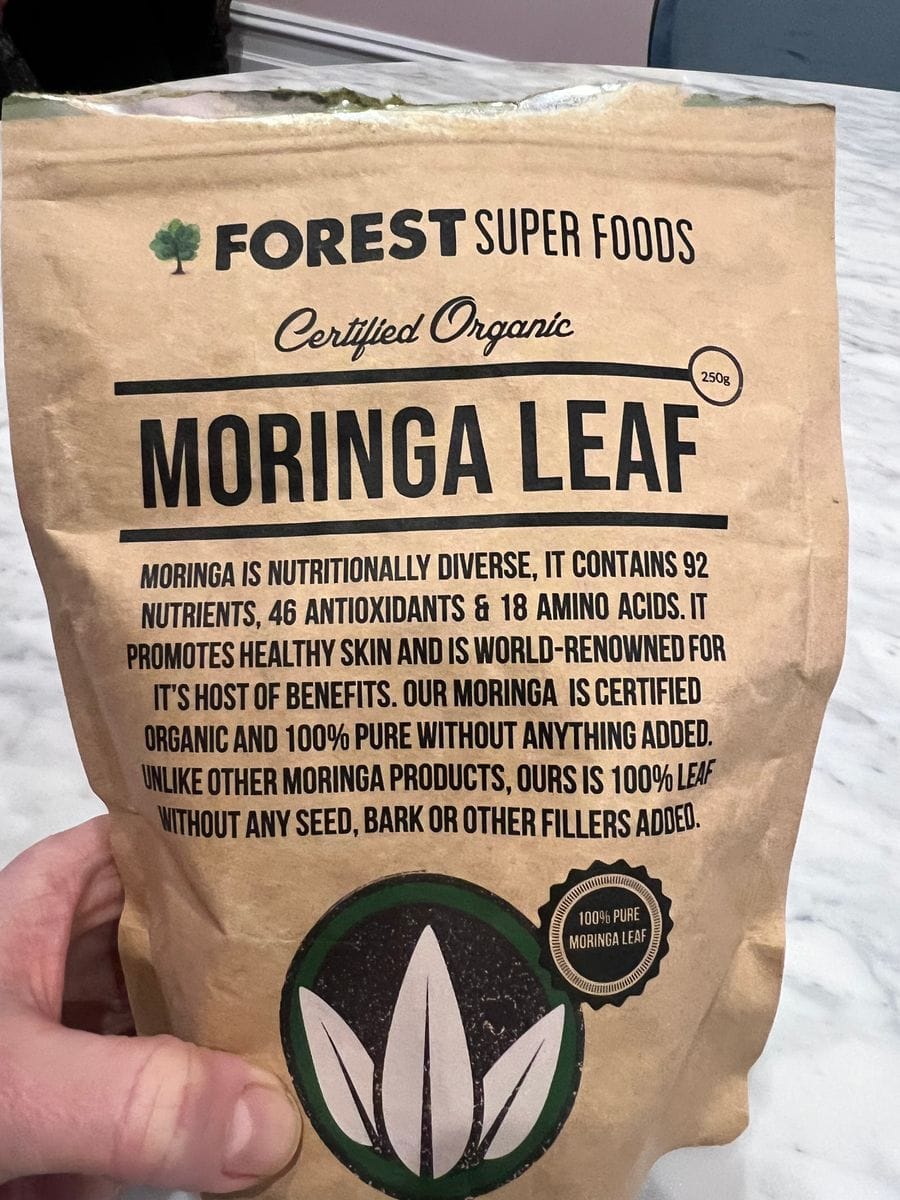 FOREST SUPER FOODS
Certified Organic
250g
MORINGA LEAF
MORINGA IS NUTRITIONALLY DIVERSE, IT CONTAINS 92
NUTRIENTS, 46 ANTIOXIDANTS & 18 AMINO ACIDS. IT
PROMOTES HEALTHY SKIN AND IS WORLD-RENOWNED FOR
IT'S HOST OF BENEFITS. OUR MORINGA IS CERTIFIED
ORGANIC AND 100% PURE WITHOUT ANYTHING ADDED.
UNLIKE OTHER MORINGA PRODUCTS, OURS IS 100% LEAF
WITHOUT ANY SEED, BARK OR OTHER FILLERS ADDED.
100% PURE
MORINGA LEAF